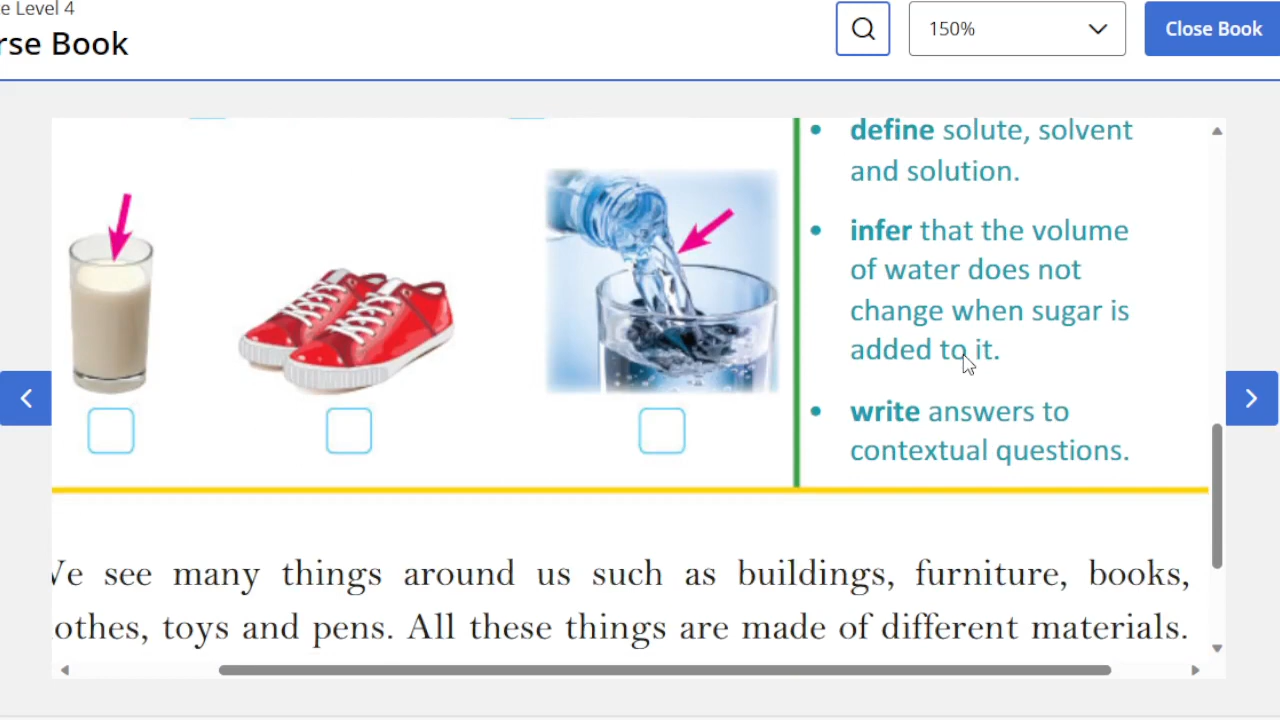 e Level 4
rse Book
150%
Close Book
• define solute, solvent
and solution.
• infer that the volume
of water does not
change when sugar is
added to it.
• write answers to
contextual questions.
Ve see many things around us such as buildings, furniture, books,
lothes, toys and pens. All these things are made of different materials.